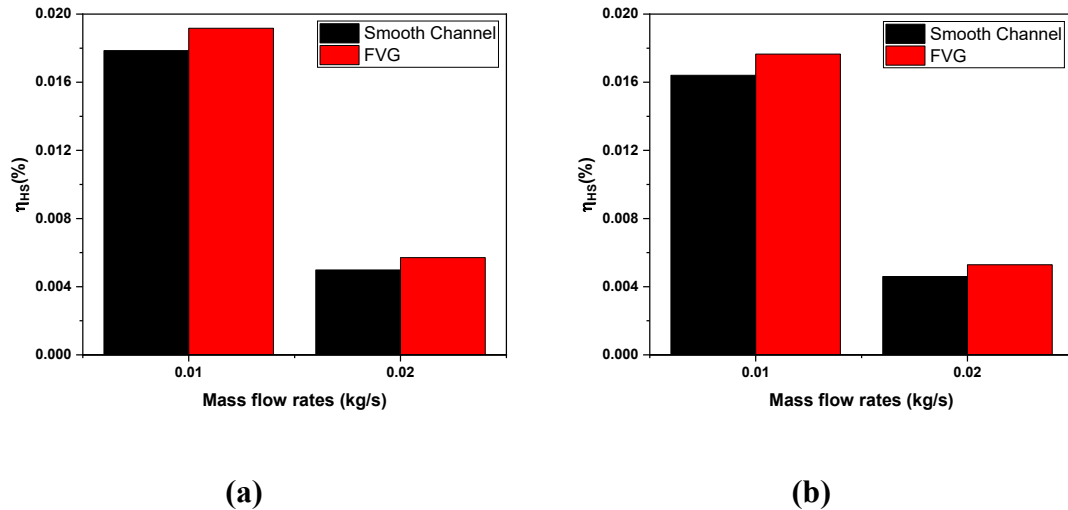 0.020
0.016
0.012
0.008
0.004
0.000
ηHS(%)
Smooth Channel
FVG
0.01
0.02
Mass flow rates (kg/s)
(a)
0.020
0.016
0.012
0.008
0.004
0.000
ηHS(%)
Smooth Channel
FVG
0.01
0.02
Mass flow rates (kg/s)
(b)